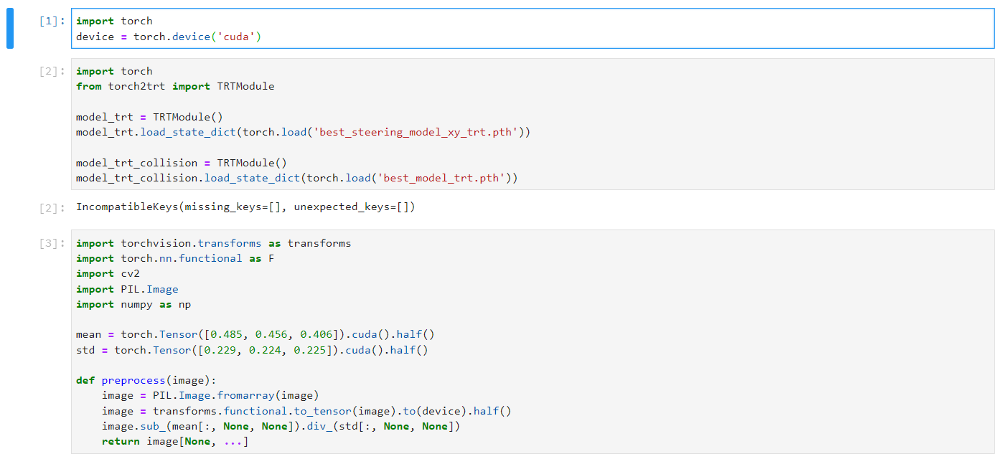 [1]: import torch
device = torch.device('cuda')
[2]: import torch
from torch2trt import TRTModule
model_trt = TRTModule()
model_trt.load_state_dict(torch.load('best_steering_model_xy_trt.pth'))
model_trt_collision = TRTModule()
model_trt_collision.load_state_dict(torch.load('best_model_trt.pth'))
[2]: IncompatibleKeys(missing_keys=[], unexpected_keys=[])
[3]: import torchvision.transforms as transforms
import torch.nn.functional as F
import cv2
import PIL.Image
import numpy as np
mean = torch.Tensor([0.485, 0.456, 0.406]).cuda().half()
std = torch.Tensor([0.229, 0.224, 0.225]).cuda().half()
def preprocess(image):
    image = PIL.Image.fromarray(image)
    image = transforms.functional.to_tensor(image).to(device).half()
    image.sub_(mean[:, None, None]).div_(std[:, None, None])
    return image[None, ...]